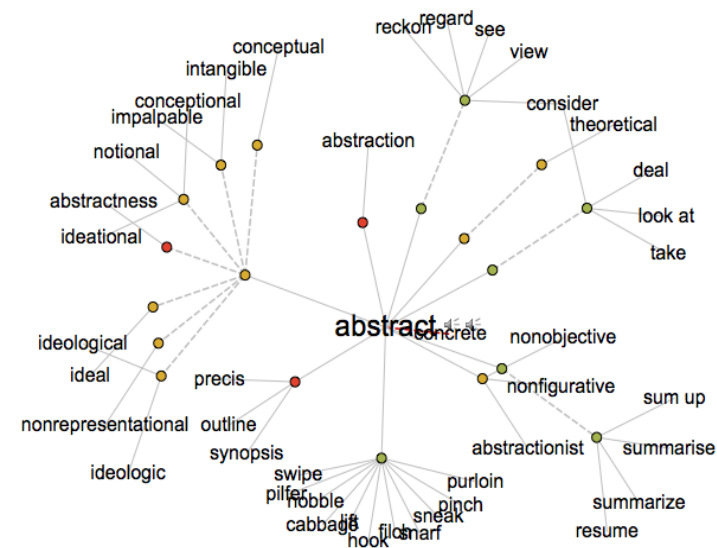 regard
reckon
see
conceptual
view
intangible
conceptional
consider
impalpable
theoretical
abstraction
notional
deal
abstractness
look at
ideational
take
abstract
concrete
nonobjective
ideological
ideal
precis
nonfigurative
sum up
nonrepresentational
outline
synopsis
abstractionist
summarise
ideologic
swipe
purloin
pilfer
nobble
pinch
summarize
cabbage
lift
sneak
resume
hook
filch
snarf